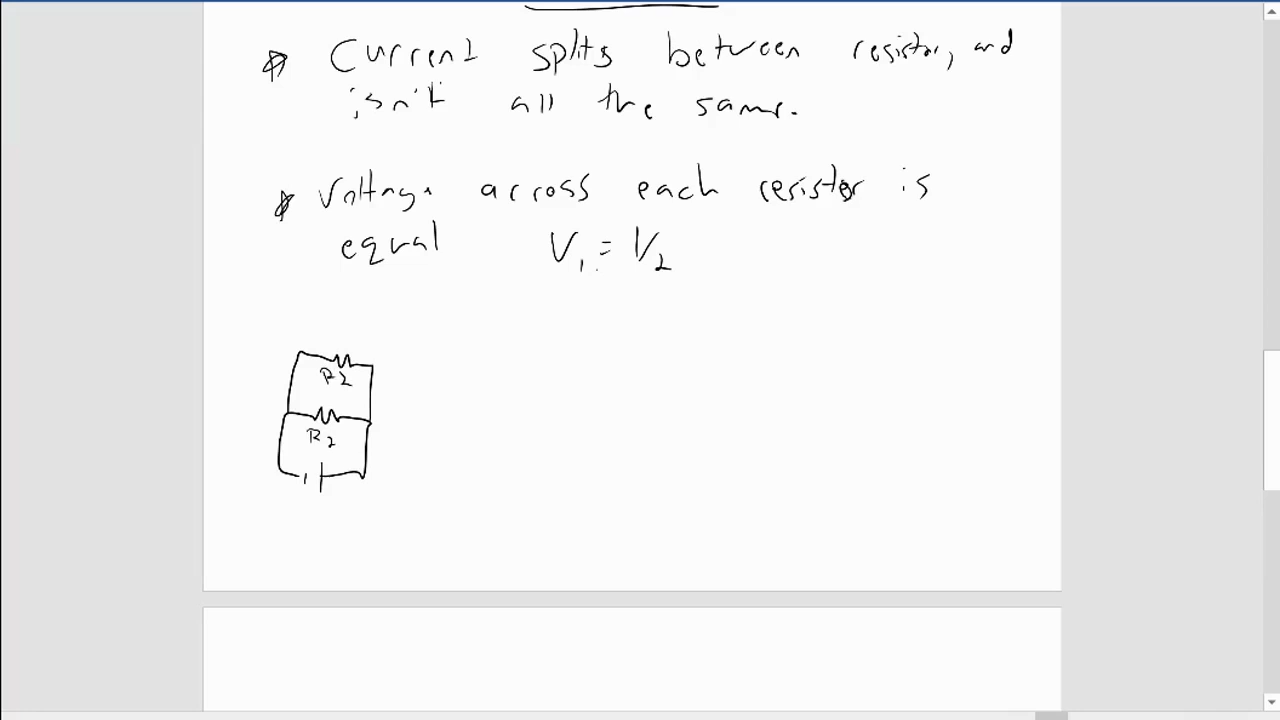 Current splits between resistor, and
isn't all the same.
Voltage across each resistor is
equal V₁ = V₂
R₂
R₂